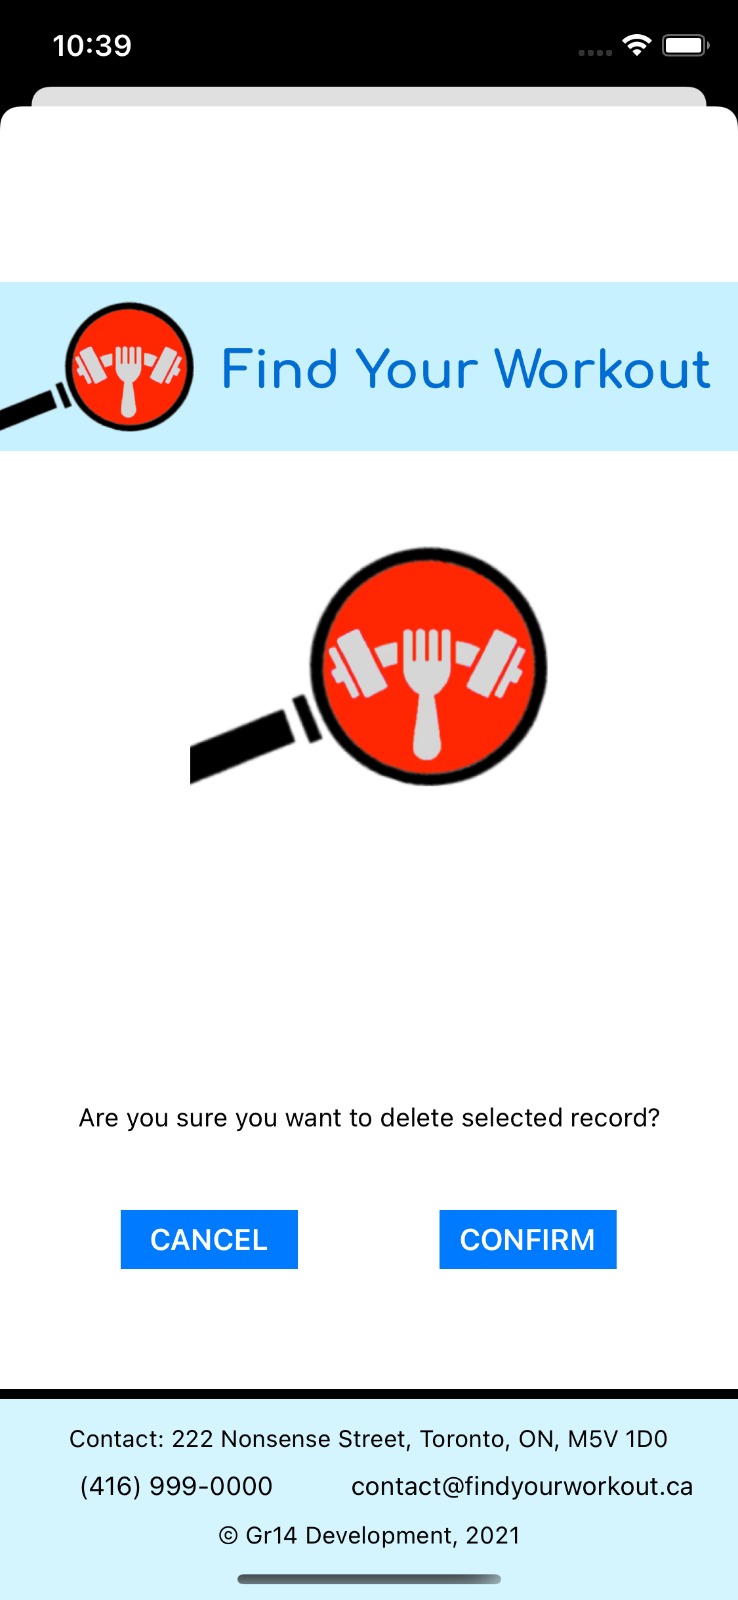 10:39
Find Your Workout
Are you sure you want to delete selected record?
CANCEL CONFIRM
Contact: 222 Nonsense Street, Toronto, ON, M5V 1D0
(416) 999-0000 contact@findyourworkout.ca
© Gr14 Development, 2021